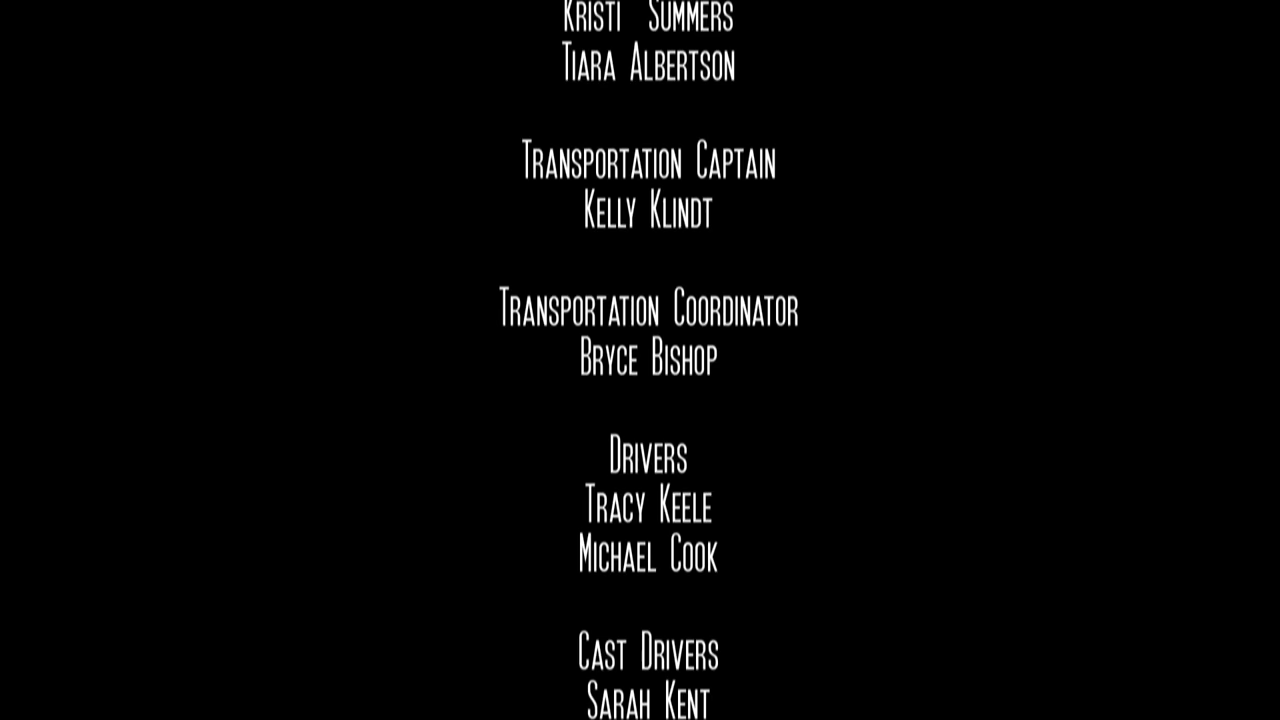 Kristi Summers
Tiara Albertson
Transportation Captain
Kelly Klindt
Transportation Coordinator
Bryce Bishop
Drivers
Tracy Keele
Michael Cook
Cast Drivers
Sarah Kent